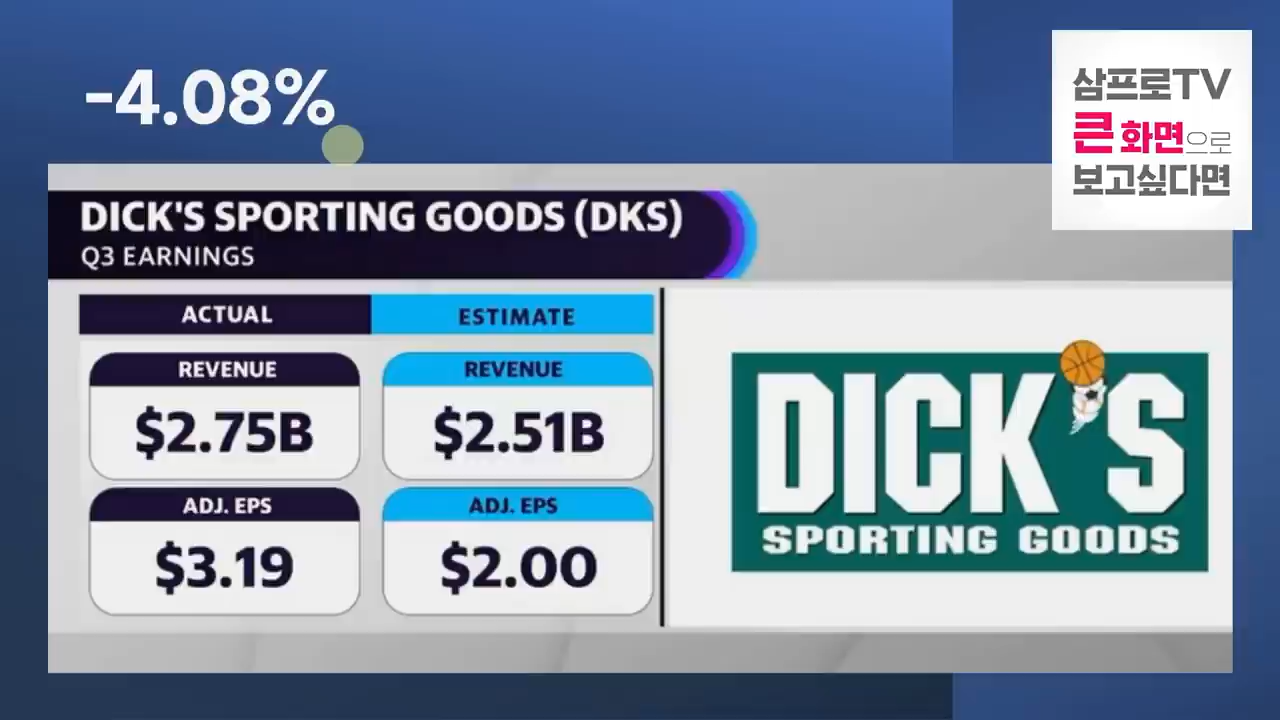 -4.08%
삼프로TV
큰 화면으로
보고싶다면
DICK'S SPORTING GOODS (DKS)
Q3 EARNINGS
ACTUAL
ESTIMATE
REVENUE
REVENUE
$2.75B
$2.51B
ADJ. EPS
ADJ. EPS
$3.19
$2.00
DICK'S
SPORTING GOODS